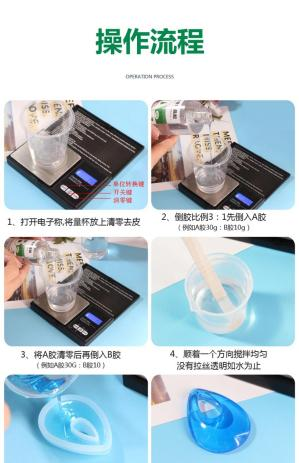 操作流程
OPERATION PROCESS
单位转换键
开关键
清零键
1、打开电子称,将量杯放上清零去皮
2、倒胶比例3：1先倒入A胶
（例如A胶30g：B胶10g）
3、将A胶清零后再倒入B胶
（例如A胶30G：B胶10）
4、顺着一个方向搅拌均匀
没有拉丝透明如水为止